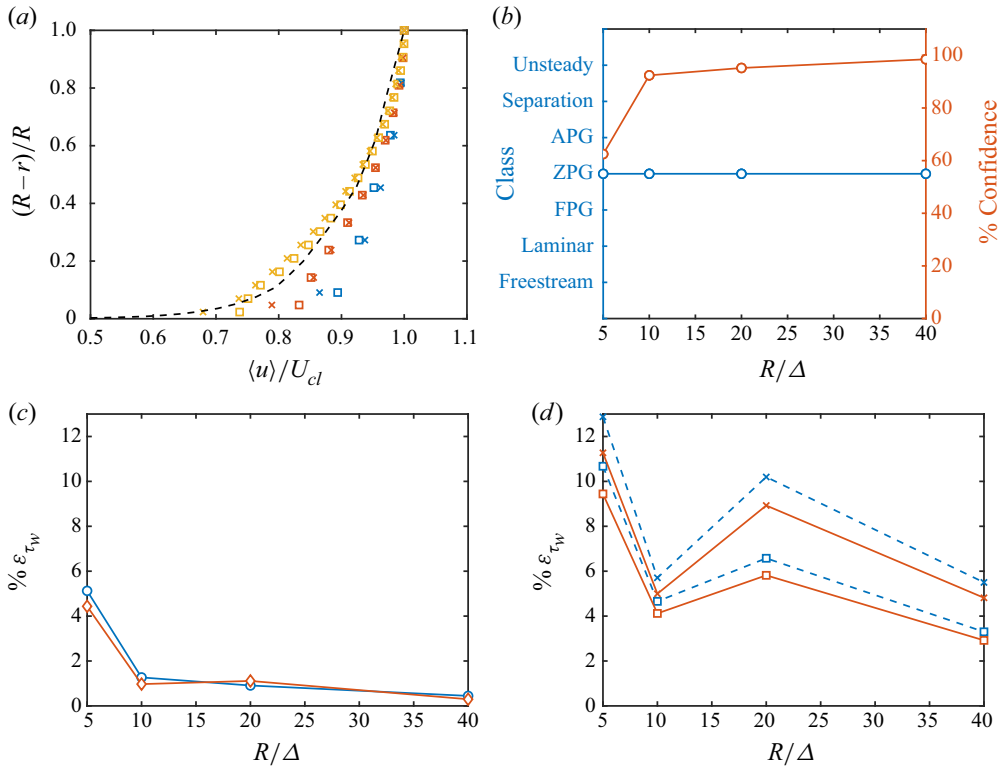 (a)
1.0
0.8
0.6
0.4
0.2
0
(R – r)/R
0.5 0.6 0.7 0.8 0.9 1.0 1.1
⟨u⟩/U_cl
(b)
Unsteady
Separation
APG
ZPG
FPG
Laminar
Freestream
Class
100
80
60
40
20
0
% Confidence
5 10 15 20 25 30 35 40
R/Δ
(c)
12
10
8
6
4
2
0
% ε_τ_w
5 10 15 20 25 30 35 40
R/Δ
(d)
12
10
8
6
4
2
0
% ε_τ_w
5 10 15 20 25 30 35 40
R/Δ